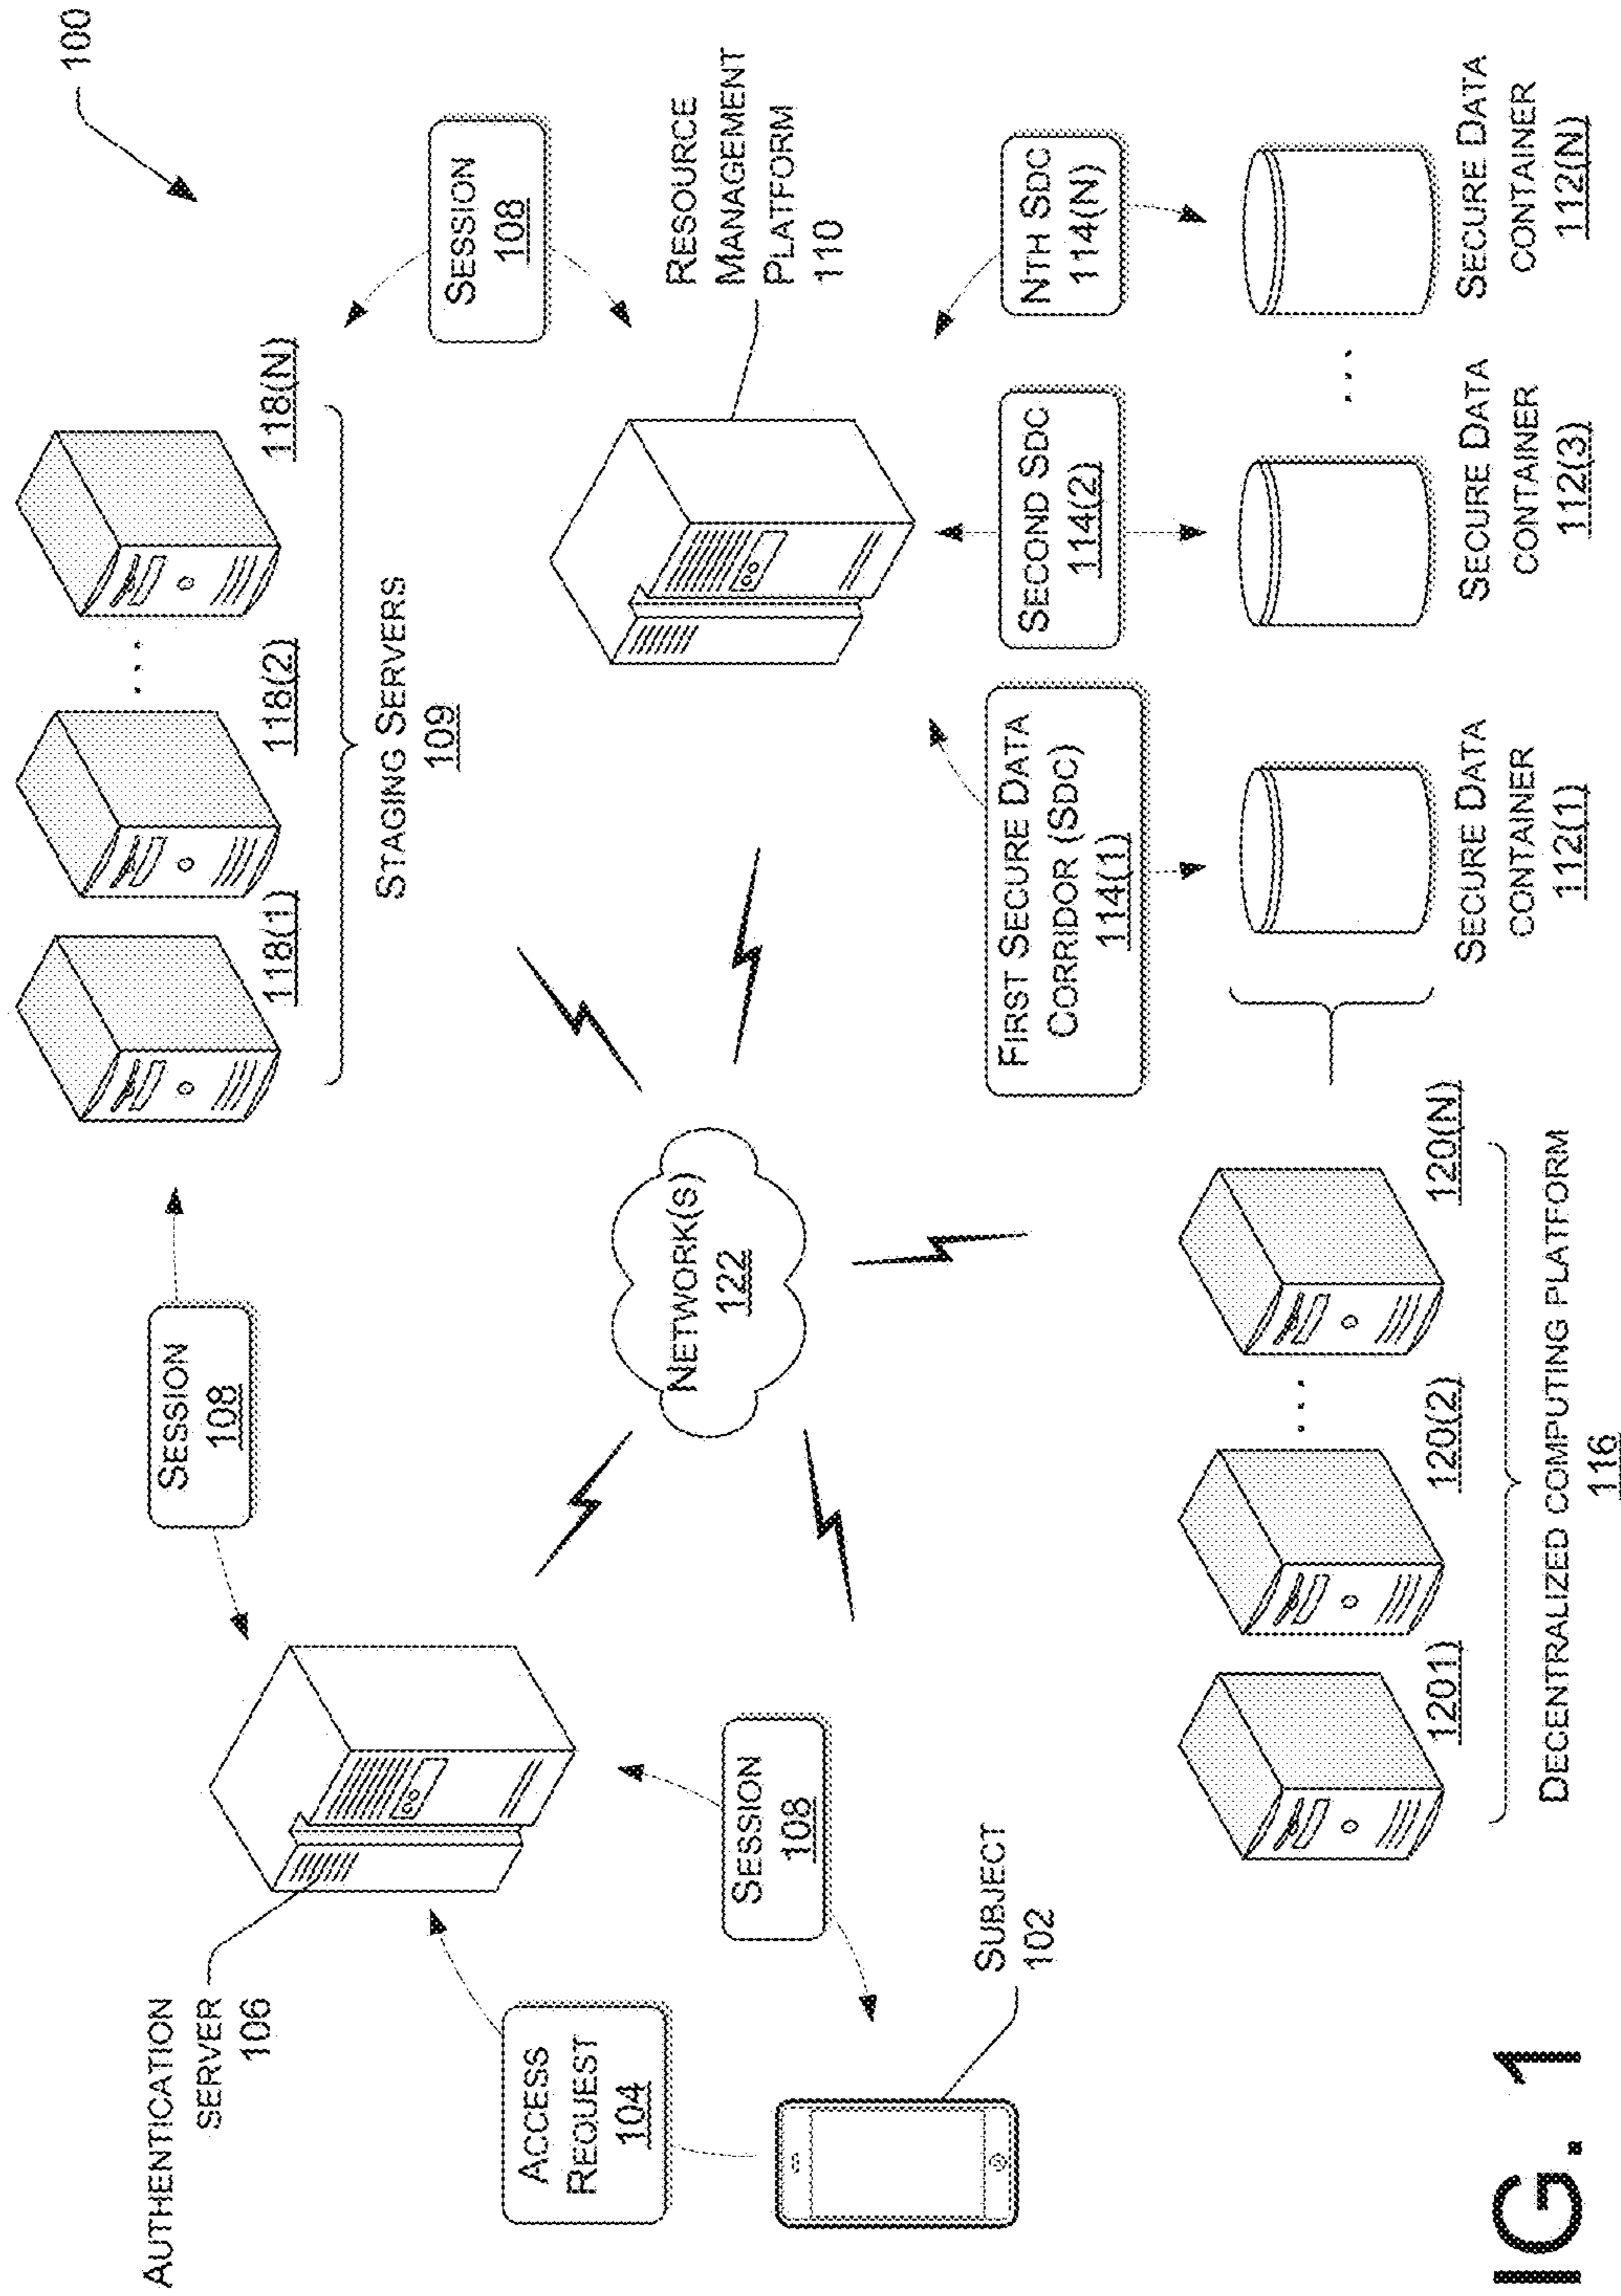 100
AUTHENTICATION
SERVER
106
SESSION
108
118(1)
118(2)
...
118(N)
STAGING SERVERS
109
SESSION
108
ACCESS
REQUEST
104
SESSION
108
NETWORK(S)
122
RESOURCE
MANAGEMENT
PLATFORM
110
SUBJECT
102
FIRST SECURE DATA
CORRIDOR (SDC)
114(1)
SECOND SDC
114(2)
NTH SDC
114(N)
1201)
120(2)
...
120(N)
DECENTRALIZED COMPUTING PLATFORM
116
SECURE DATA
CONTAINER
112(1)
SECURE DATA
CONTAINER
112(3)
...
SECURE DATA
CONTAINER
112(N)
IG. 1